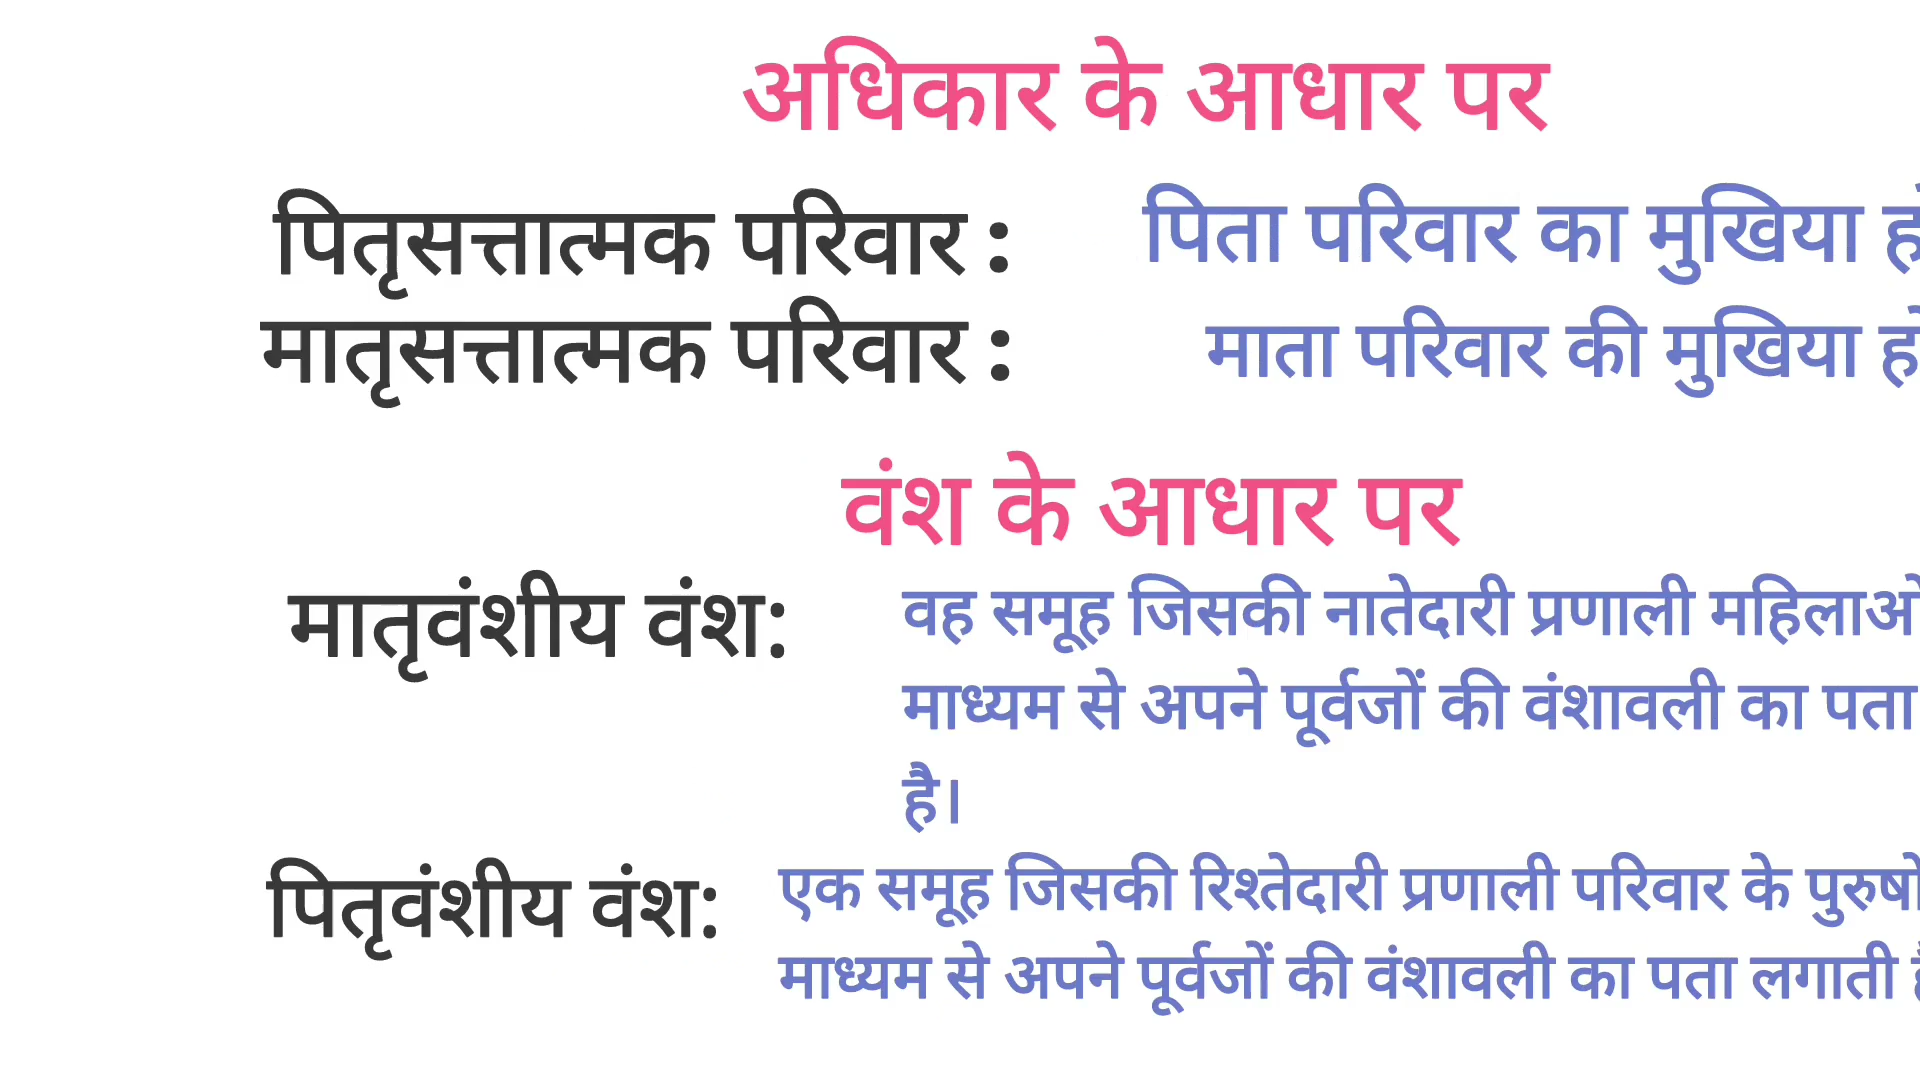 अधिकार के आधार पर
पितृसत्तात्मक परिवार : पिता परिवार का मुखिया
मातृसत्तात्मक परिवार : माता परिवार की मुखिया
वंश के आधार पर
मातृवंशीय वंश: वह समूह जिसकी नातेदारी प्रणाली
माध्यम से अपने पूर्वजों की वंशावली का पता
है।
पितृवंशीय वंश: एक समूह जिसकी रिश्तेदारी प्रणाली परिवार के
माध्यम से अपने पूर्वजों की वंशावली का पता लगाती